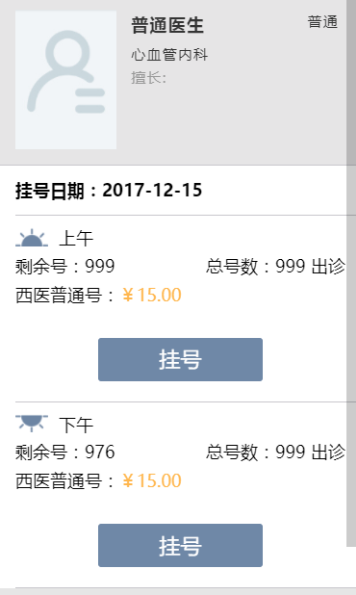 普通医生 普通
心血管内科
擅长:
挂号日期：2017-12-15
上午
剩余号：999 总号数：999 出诊
西医普通号：￥15.00
挂号
下午
剩余号：976 总号数：999 出诊
西医普通号：￥15.00
挂号